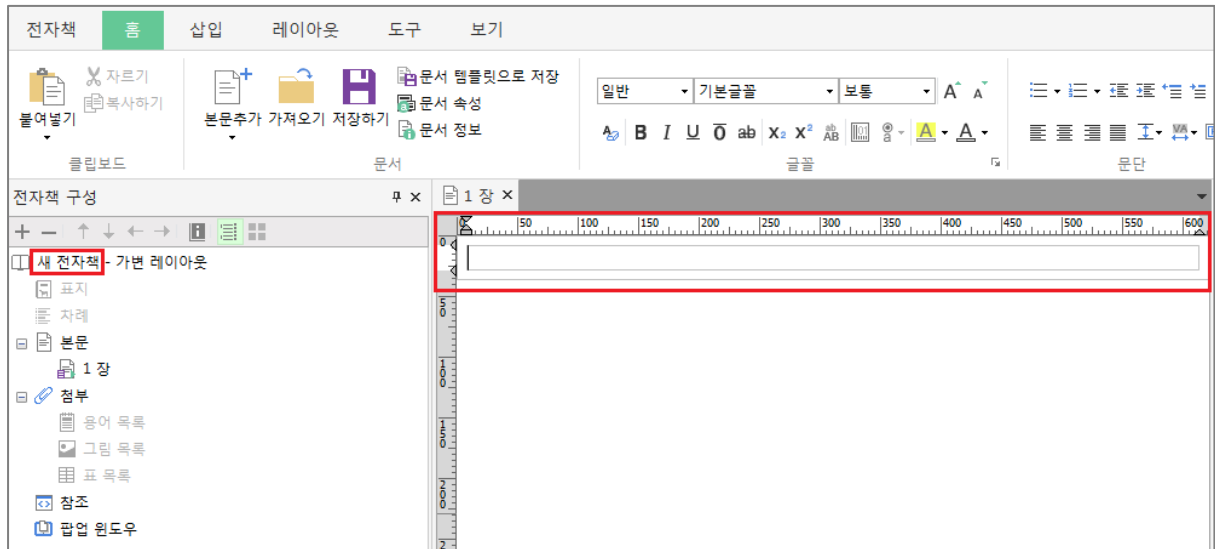 전자책 홈 삽입 레이아웃 도구 보기
자르기
복사하기
붙여넣기
클립보드
본문추가 가져오기 저장하기
문서 템플릿으로 저장
문서 속성
문서 정보
문서
일반 기본글꼴 보통
글꼴
문단
전자책 구성
새 전자책 - 가변 레이아웃
표지
차례
본문
1 장
첨부
용어 목록
그림 목록
표 목록
참조
팝업 윈도우
1 장
50 100 150 200 250 300 350 400 450 500 550 600
0
50
100
150
200